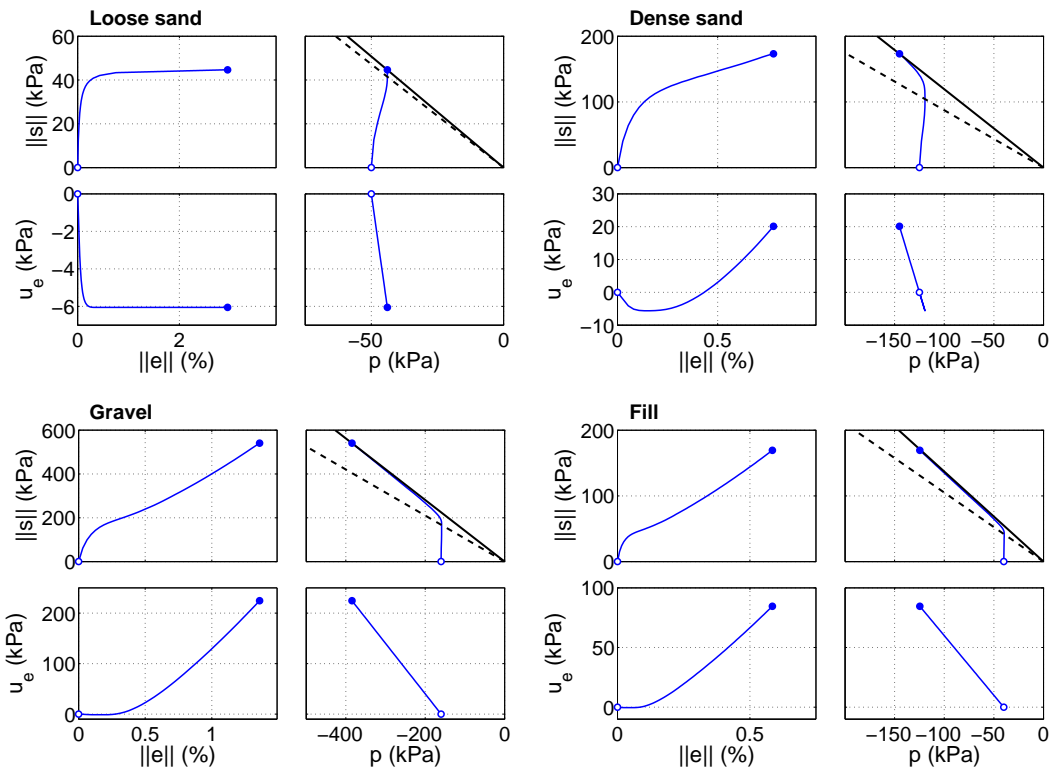 Loose sand
60
40
20
0
||s|| (kPa)
0
−2
−4
−6
u_e (kPa)
0 2
||e|| (%)
−50 0
p (kPa)
Dense sand
200
100
0
||s|| (kPa)
30
20
10
0
−10
u_e (kPa)
0 0.5
||e|| (%)
−150 −100 −50 0
p (kPa)
Gravel
600
400
200
0
||s|| (kPa)
200
100
0
u_e (kPa)
0 0.5 1
||e|| (%)
−400 −200 0
p (kPa)
Fill
200
100
0
||s|| (kPa)
100
50
0
u_e (kPa)
0 0.5
||e|| (%)
−150 −100 −50 0
p (kPa)